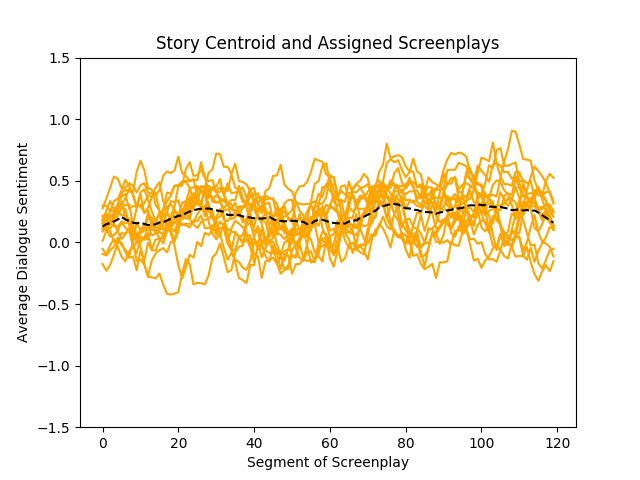 Story Centroid and Assigned Screenplays
1.5
1.0
0.5
0.0
−0.5
−1.0
−1.5
Average Dialogue Sentiment
0 20 40 60 80 100 120
Segment of Screenplay